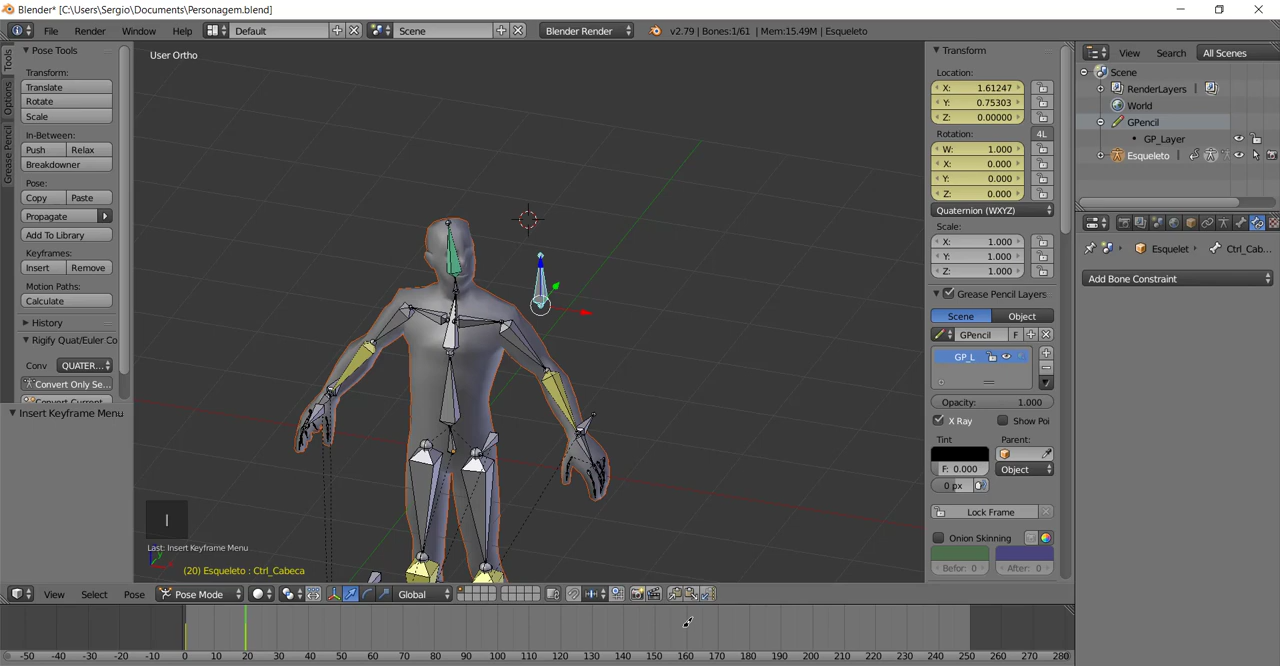 Blender* [C:\Users\Sergio\Documents\Personagem.blend]
File Render Window Help Default Scene Blender Render v2.79 | Bones:1/61 | Mem:15.49M | Esqueleto
Tools
Options
Grease Pencil
Pose Tools
Transform:
Translate
Rotate
Scale
In-Between:
Push Relax
Breakdowner
Pose:
Copy Paste
Propagate
Add To Library
Keyframes:
Insert Remove
Motion Paths:
Calculate
History
Rigify Quat/Euler Co
Conv QUATER...
Convert Only Se...
Convert Current
Insert Keyframe Menu
User Ortho
I
Last: Insert Keyframe Menu
(20) Esqueleto : Ctrl_Cabeca
View Select Pose Pose Mode Global
Transform
Location:
X: 1.61247
Y: 0.75303
Z: 0.00000
Rotation: 4L
W: 1.000
X: 0.000
Y: 0.000
Z: 0.000
Quaternion (WXYZ)
Scale:
X: 1.000
Y: 1.000
Z: 1.000
Grease Pencil Layers
Scene Object
GPencil F
GP_L
Opacity: 1.000
X Ray Show Poi
Tint Parent:
F: 0.000 Object
0 px
Lock Frame
Onion Skinning
Befor: 0 After: 0
View Search All Scenes
Scene
RenderLayers |
World
GPencil
GP_Layer
Esqueleto |
Esquelet Ctrl_Cab...
Add Bone Constraint
-50 -40 -30 -20 -10 0 10 20 30 40 50 60 70 80 90 100 110 120 130 140 150 160 170 180 190 200 210 220 230 240 250 260 270 280